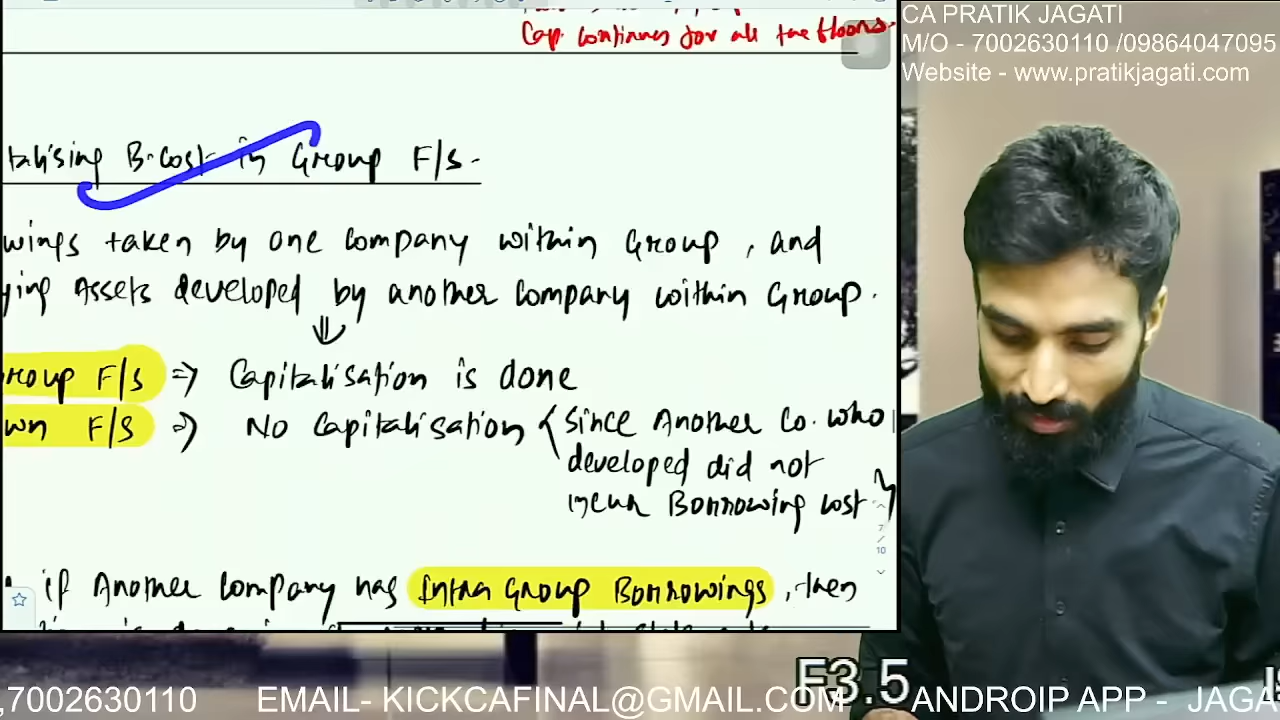 Cap. continues for all the floors.
CA PRATIK JAGATI
M/O - 7002630110 /09864047095
Website - www.pratikjagati.com
talising B.cost in Group F/S.
wings taken by one company within Group, and
ying Assets developed by another company within Group.
roup F/S ⇒ Capitalisation is done
wn F/S ⇒ No Capitalisation < Since Another Co. who
developed did not
incur Borrowing cost
7
/
10
if Another company has Intra Group Borrowings, then
F3.5
,7002630110 EMAIL- KICKCAFINAL@GMAIL.COM ANDROIP APP - JAGA